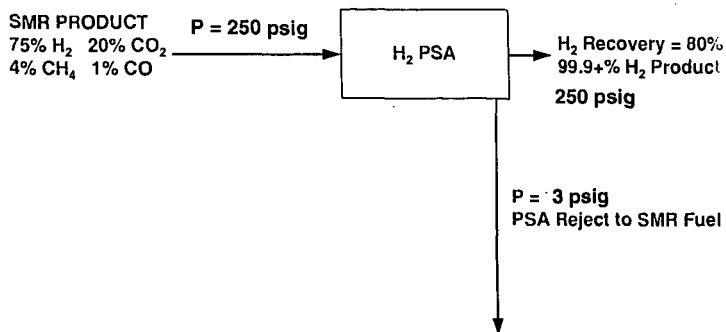 SMR PRODUCT
75% H₂ 20% CO₂
4% CH₄ 1% CO
P = 250 psig
H₂ PSA
H₂ Recovery = 80%
99.9+% H₂ Product
250 psig
P = 3 psig
PSA Reject to SMR Fuel